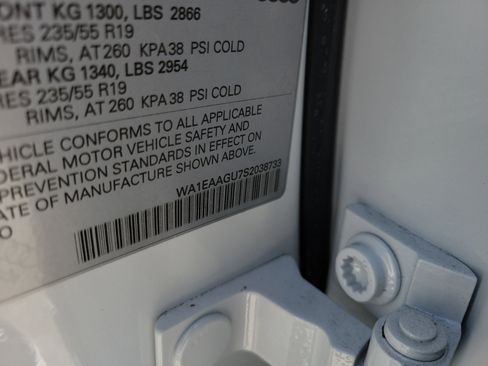 ONT KG 1300, LBS 2866
RES 235/55 R19
RIMS, AT 260 KPA 38 PSI COLD
EAR KG 1340, LBS 2954
RES 235/55 R19
RIMS, AT 260 KPA 38 PSI COLD
EHICLE CONFORMS TO ALL APPLICABLE
DERAL MOTOR VEHICLE SAFETY AND
PREVENTION STANDARDS IN EFFECT ON
ATE OF MANUFACTURE SHOWN ABOVE.
WA1EAAGU7S2038733